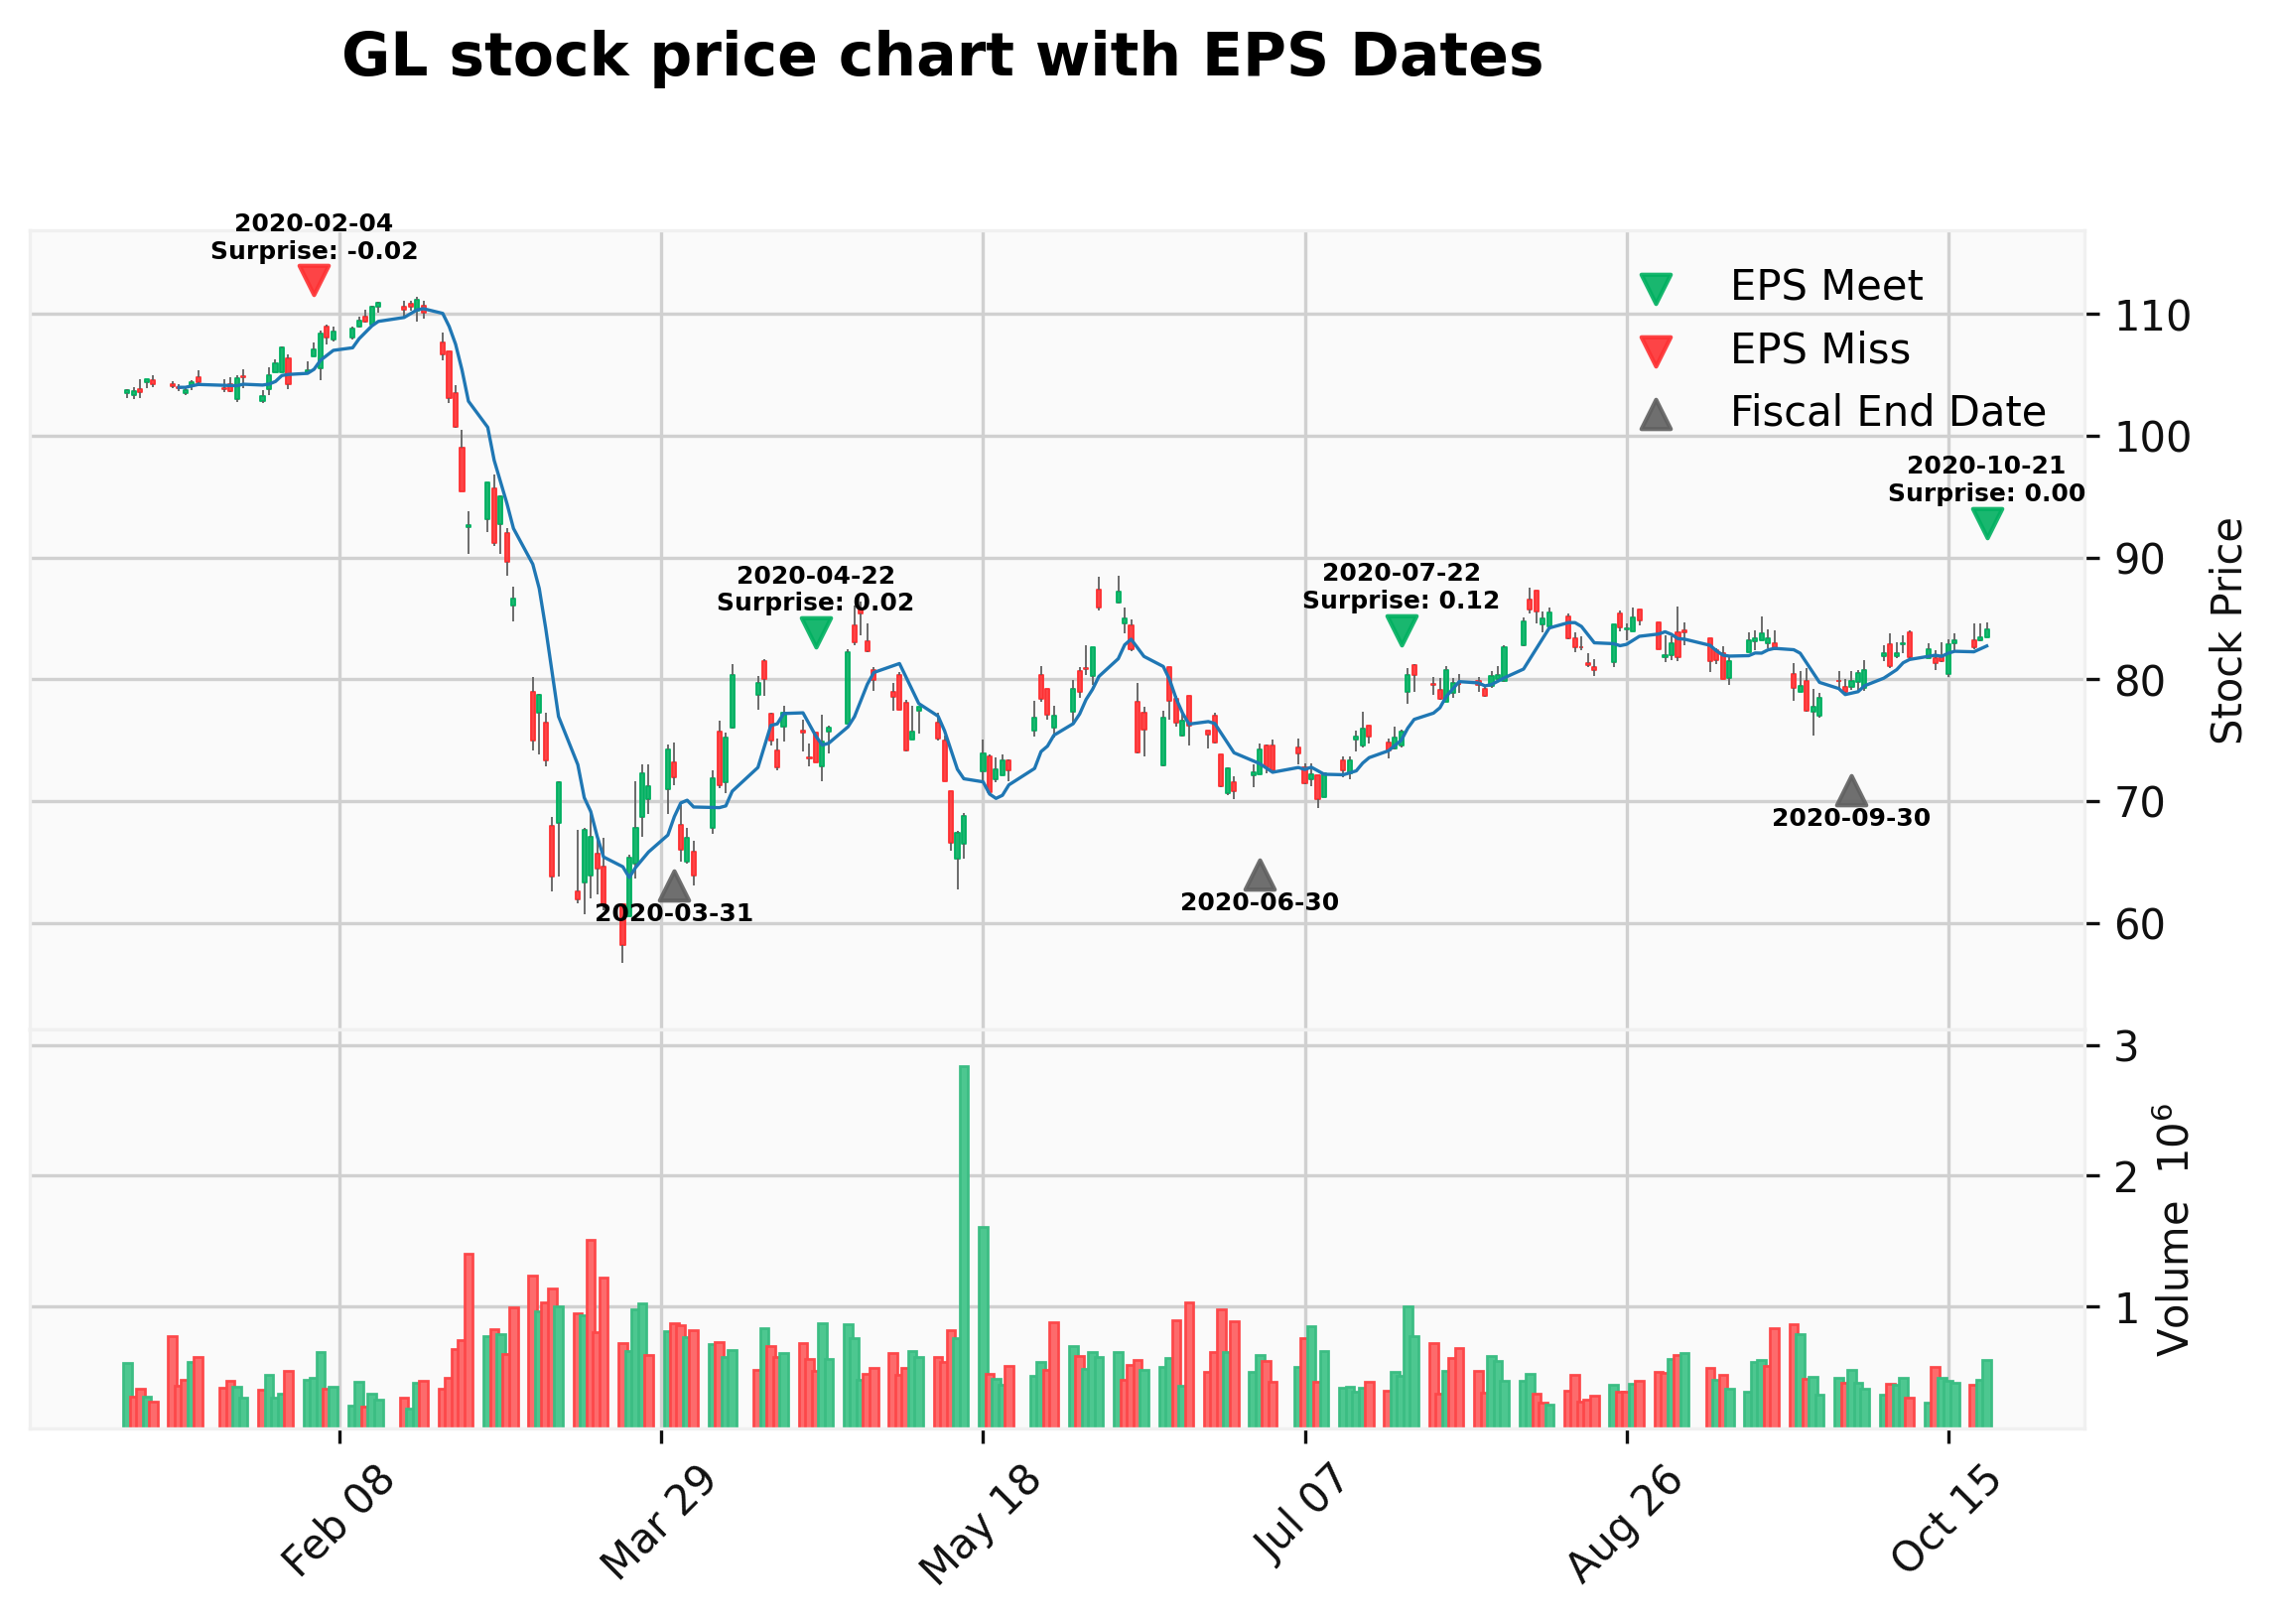 GL stock price chart with EPS Dates
2020-02-04
Surprise: -0.02
EPS Meet
EPS Miss
Fiscal End Date
2020-10-21
Surprise: 0.00
2020-04-22
Surprise: 0.02
2020-07-22
Surprise: 0.12
2020-03-31
2020-06-30
2020-09-30
110
100
90
80
70
60
Stock Price
3
2
1
Volume 10⁶
Feb 08
Mar 29
May 18
Jul 07
Aug 26
Oct 15